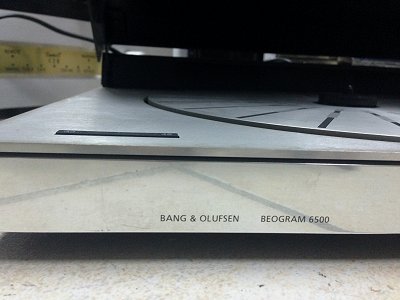 BANG & OLUFSEN BEOGRAM 6500